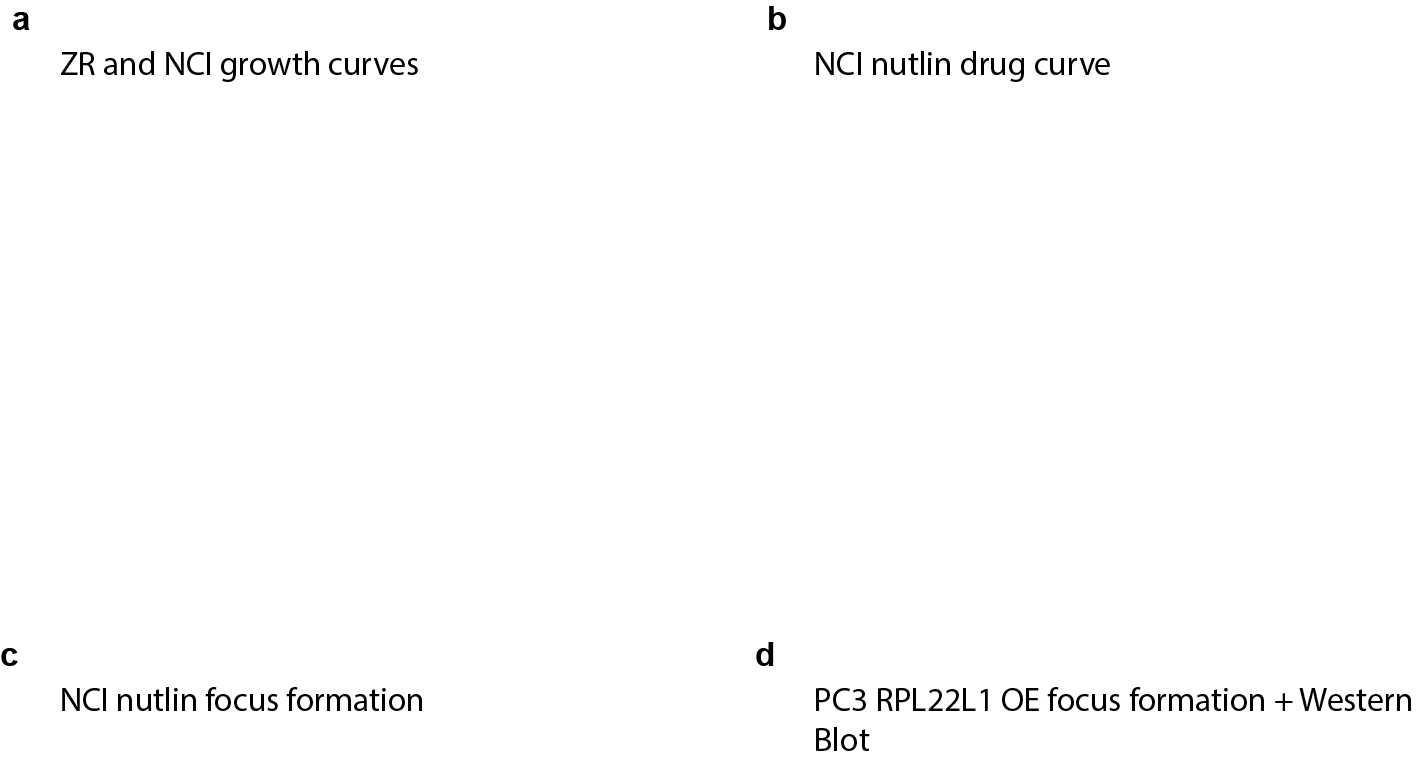 a
ZR and NCI growth curves
b
NCI nutlin drug curve
c
NCI nutlin focus formation
d
PC3 RPL22L1 OE focus formation + Western
Blot